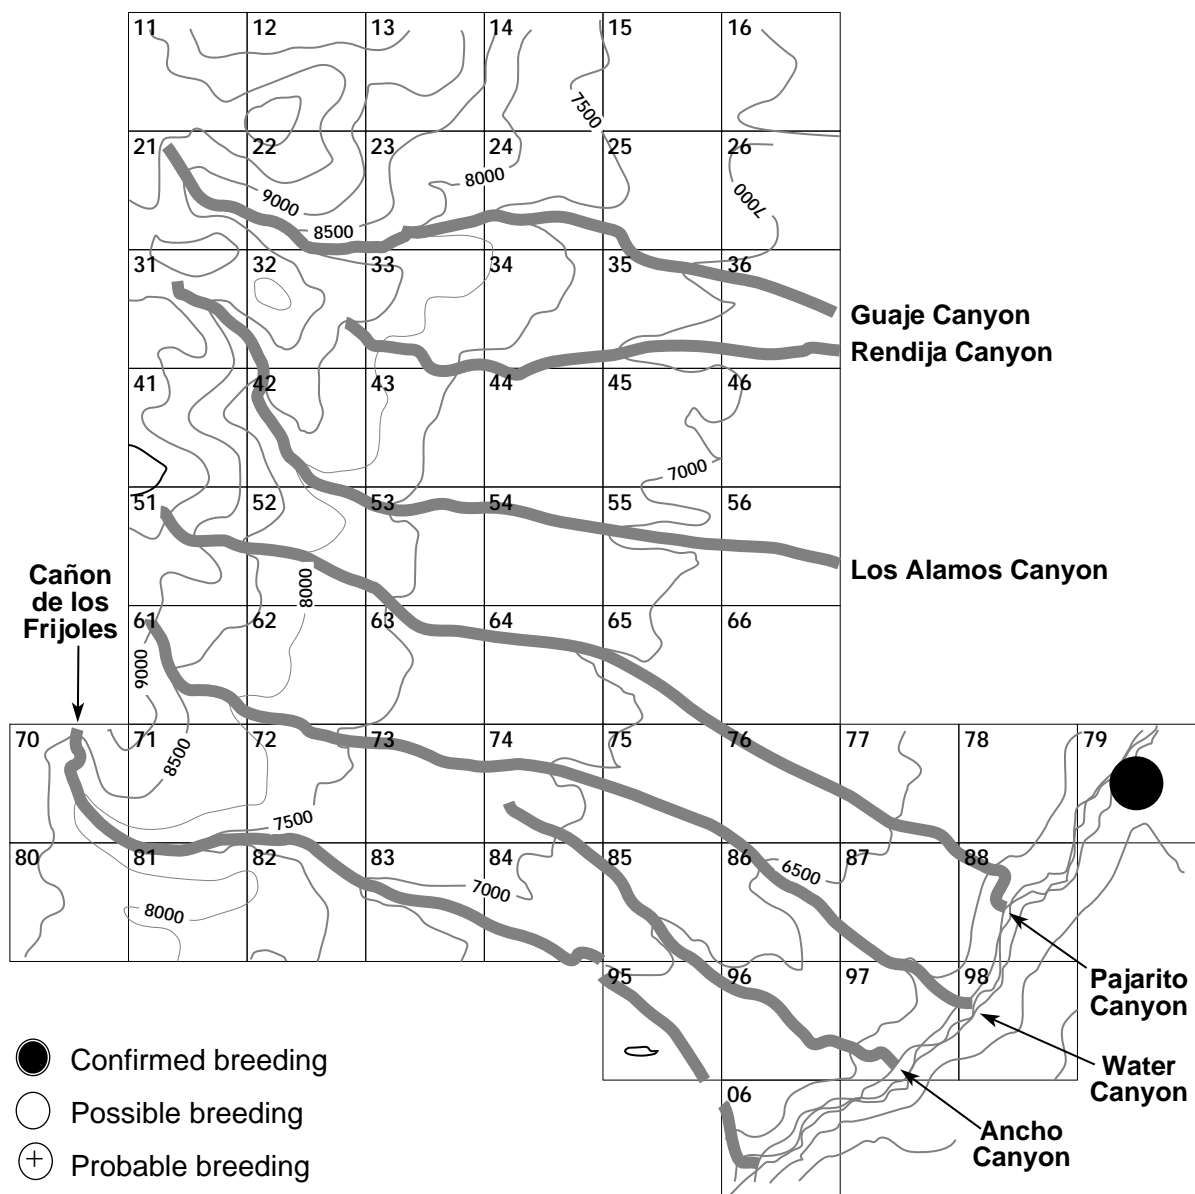 11 12 13 14 15 16
7500
21 22 23 24 25 26
8000
7000
9000
8500
31 32 33 34 35 36
Guaje Canyon
Rendija Canyon
41 42 43 44 45 46
7000
51 52 53 54 55 56
Los Alamos Canyon
Cañon
de los
Frijoles
8000
61 62 63 64 65 66
9000
70 71 72 73 74 75 76 77 78 79
8500
7500
80 81 82 83 84 85 86 87 88
6500
7000
8000
95 96 97 98
Pajarito
Canyon
Water
Canyon
06
Ancho
Canyon
Confirmed breeding
Possible breeding
Probable breeding